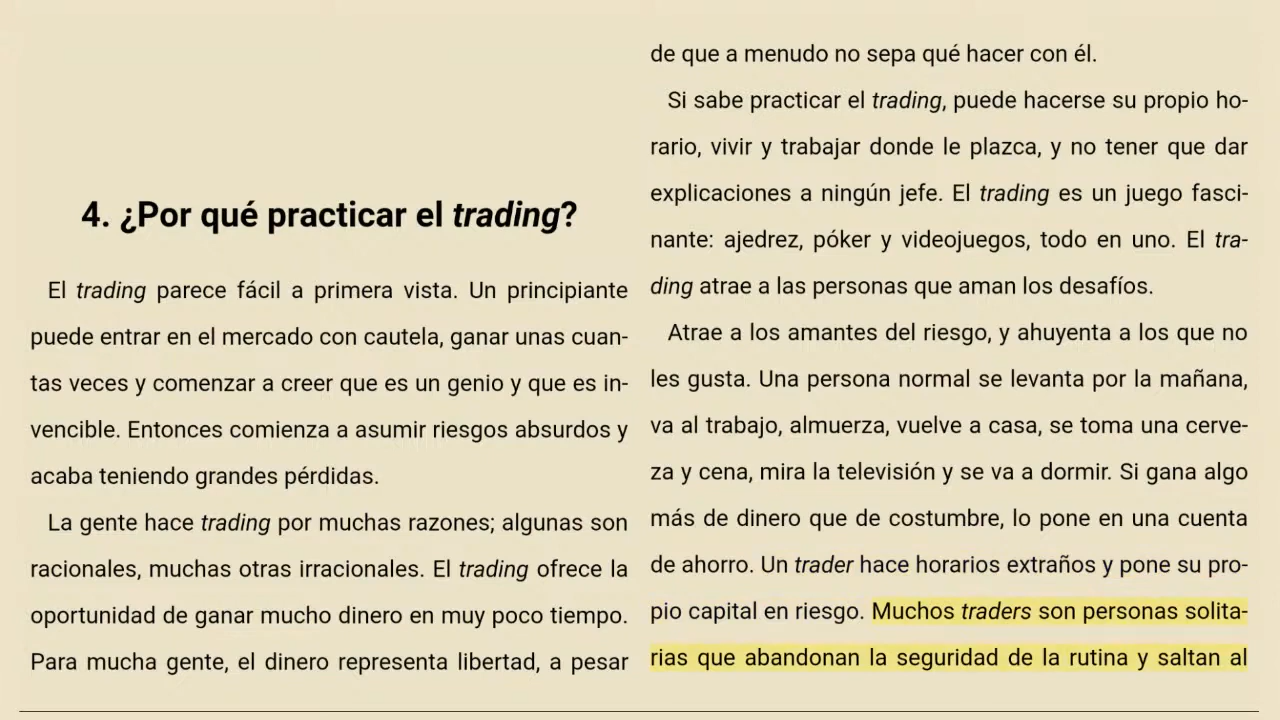 4. ¿Por qué practicar el trading?
El trading parece fácil a primera vista. Un principiante
puede entrar en el mercado con cautela, ganar unas cuan-
tas veces y comenzar a creer que es un genio y que es in-
vencible. Entonces comienza a asumir riesgos absurdos y
acaba teniendo grandes pérdidas.
La gente hace trading por muchas razones; algunas son
racionales, muchas otras irracionales. El trading ofrece la
oportunidad de ganar mucho dinero en muy poco tiempo.
Para mucha gente, el dinero representa libertad, a pesar
de que a menudo no sepa qué hacer con él.
Si sabe practicar el trading, puede hacerse su propio ho-
rario, vivir y trabajar donde le plazca, y no tener que dar
explicaciones a ningún jefe. El trading es un juego fasci-
nante: ajedrez, póker y videojuegos, todo en uno. El tra-
ding atrae a las personas que aman los desafíos.
Atrae a los amantes del riesgo, y ahuyenta a los que no
les gusta. Una persona normal se levanta por la mañana,
va al trabajo, almuerza, vuelve a casa, se toma una cerve-
za y cena, mira la televisión y se va a dormir. Si gana algo
más de dinero que de costumbre, lo pone en una cuenta
de ahorro. Un trader hace horarios extraños y pone su pro-
pio capital en riesgo. Muchos traders son personas solita-
rias que abandonan la seguridad de la rutina y saltan al